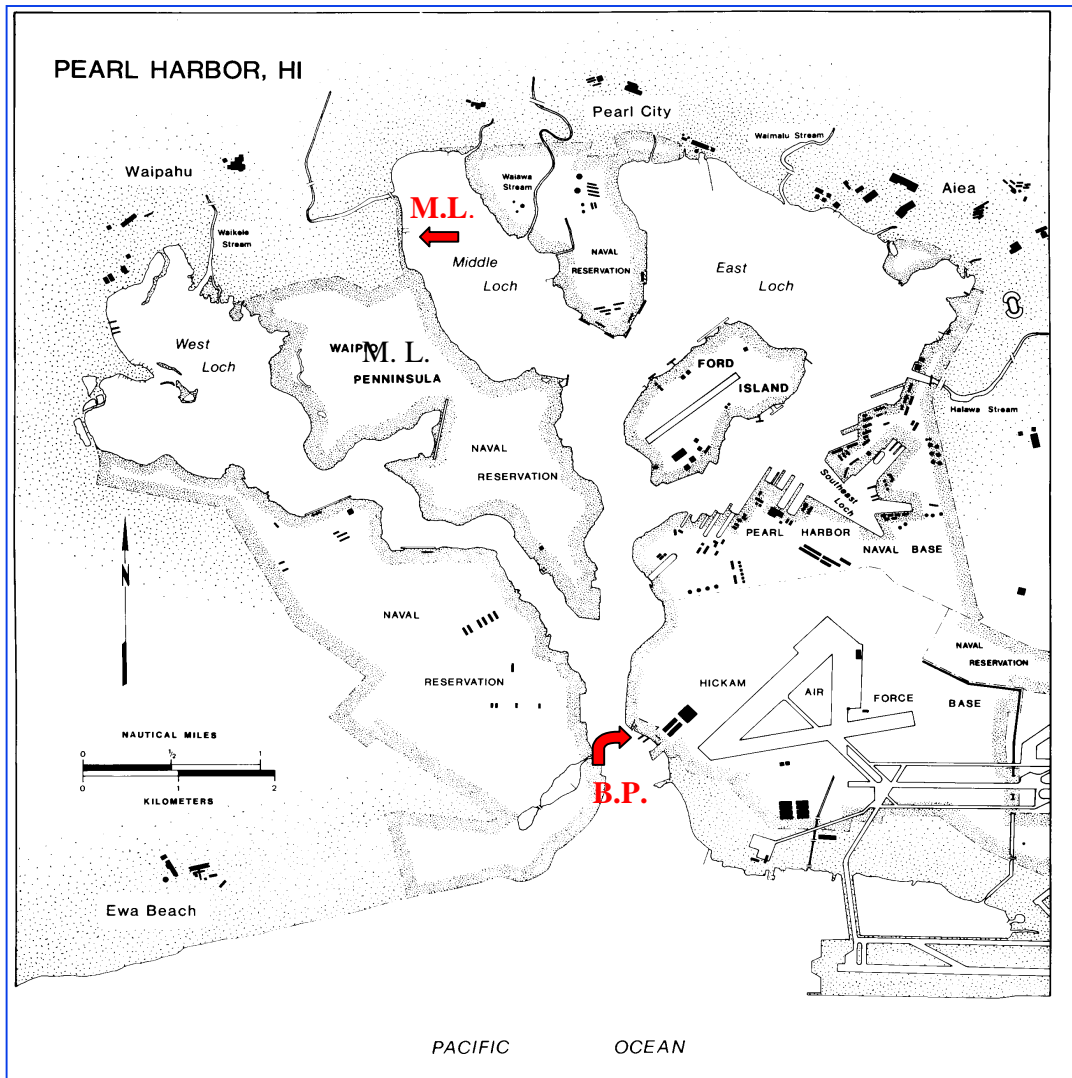 PEARL HARBOR, HI
Pearl City
Waimalu Stream
Waipahu
Aiea
Waiawa
Stream
M.L.
Waikele
Stream
Middle
Loch
NAVAL
RESERVATION
East
Loch
West
Loch
WAIPIO
M. L.
PENNINSULA
FORD
ISLAND
Halawa Stream
NAVAL
RESERVATION
Southeast
Loch
PEARL HARBOR
NAVAL BASE
N
NAVAL
RESERVATION
NAVAL
RESERVATION
HICKAM AIR FORCE BASE
NAUTICAL MILES
0 ½ 1
0 1 2
KILOMETERS
B.P.
Ewa Beach
PACIFIC OCEAN